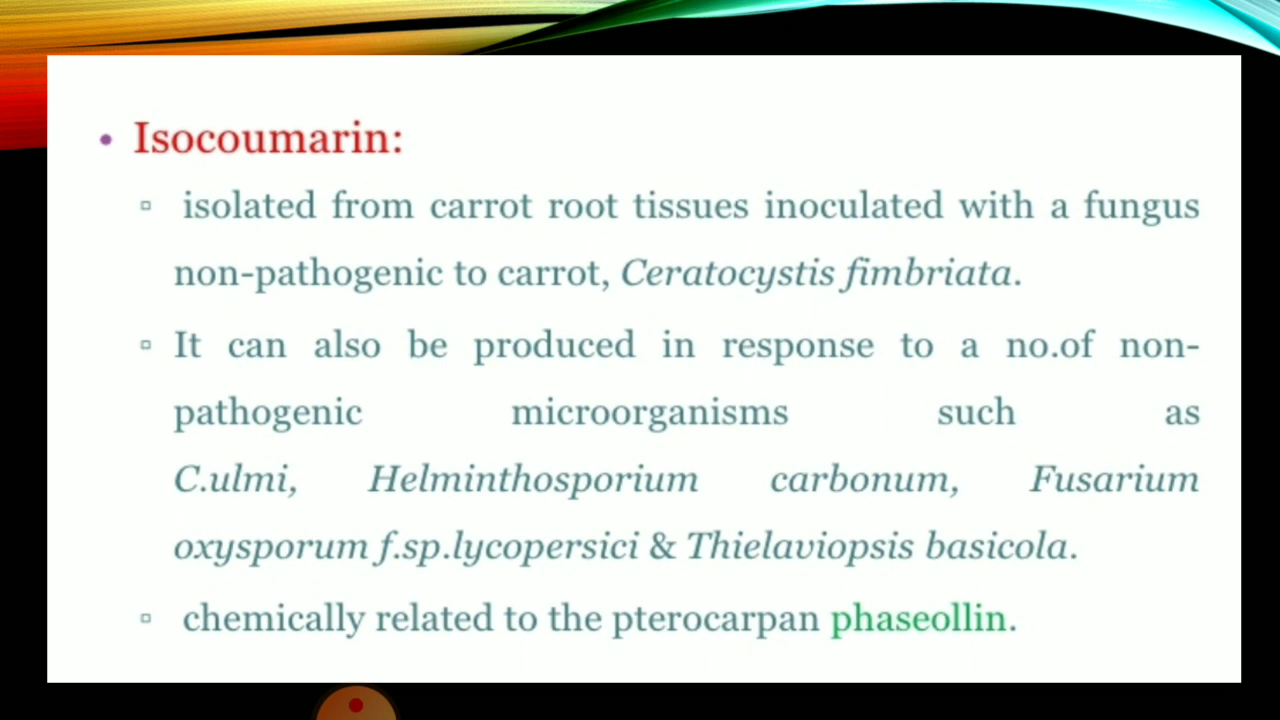 • Isocoumarin:
▫ isolated from carrot root tissues inoculated with a fungus
non-pathogenic to carrot, Ceratocystis fimbriata.
▫ It can also be produced in response to a no.of non-
pathogenic microorganisms such as
C.ulmi, Helminthosporium carbonum, Fusarium
oxysporum f.sp.lycopersici & Thielaviopsis basicola.
▫ chemically related to the pterocarpan phaseollin.